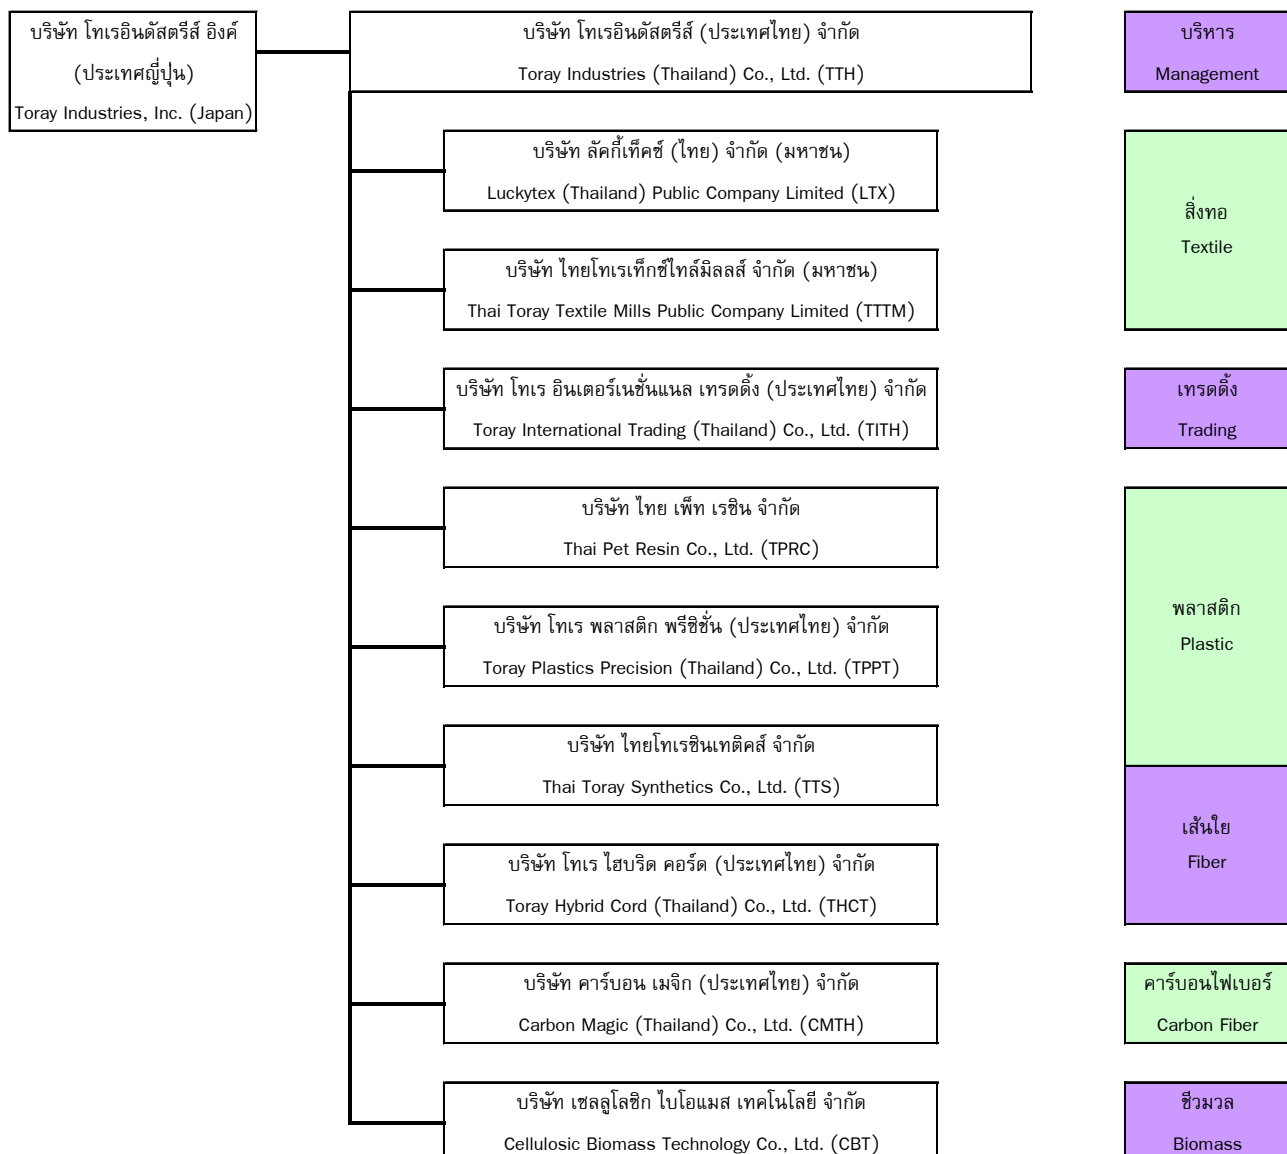 บริษัท โทเรอินดัสตรีส์ อิงค์
(ประเทศญี่ปุ่น)
Toray Industries, Inc. (Japan)
บริษัท โทเรอินดัสตรีส์ (ประเทศไทย) จำกัด
Toray Industries (Thailand) Co., Ltd. (TTH)
บริหาร
Management
บริษัท ลัคกี้เท็คซ์ (ไทย) จำกัด (มหาชน)
Luckytex (Thailand) Public Company Limited (LTX)
บริษัท ไทยโทเรเท็กซ์ไทล์มิลลส์ จำกัด (มหาชน)
Thai Toray Textile Mills Public Company Limited (TTTM)
สิ่งทอ
Textile
บริษัท โทเร อินเตอร์เนชั่นแนล เทรดดิ้ง (ประเทศไทย) จำกัด
Toray International Trading (Thailand) Co., Ltd. (TITH)
เทรดดิ้ง
Trading
บริษัท ไทย เพ็ท เรซิน จำกัด
Thai Pet Resin Co., Ltd. (TPRC)
บริษัท โทเร พลาสติก พรีซิชั่น (ประเทศไทย) จำกัด
Toray Plastics Precision (Thailand) Co., Ltd. (TPPT)
พลาสติก
Plastic
บริษัท ไทยโทเรซินเทติคส์ จำกัด
Thai Toray Synthetics Co., Ltd. (TTS)
บริษัท โทเร ไฮบริด คอร์ด (ประเทศไทย) จำกัด
Toray Hybrid Cord (Thailand) Co., Ltd. (THCT)
เส้นใย
Fiber
บริษัท คาร์บอน เมจิก (ประเทศไทย) จำกัด
Carbon Magic (Thailand) Co., Ltd. (CMTH)
คาร์บอนไฟเบอร์
Carbon Fiber
บริษัท เซลลูโลซิก ไบโอแมส เทคโนโลยี จำกัด
Cellulosic Biomass Technology Co., Ltd. (CBT)
ชีวมวล
Biomass